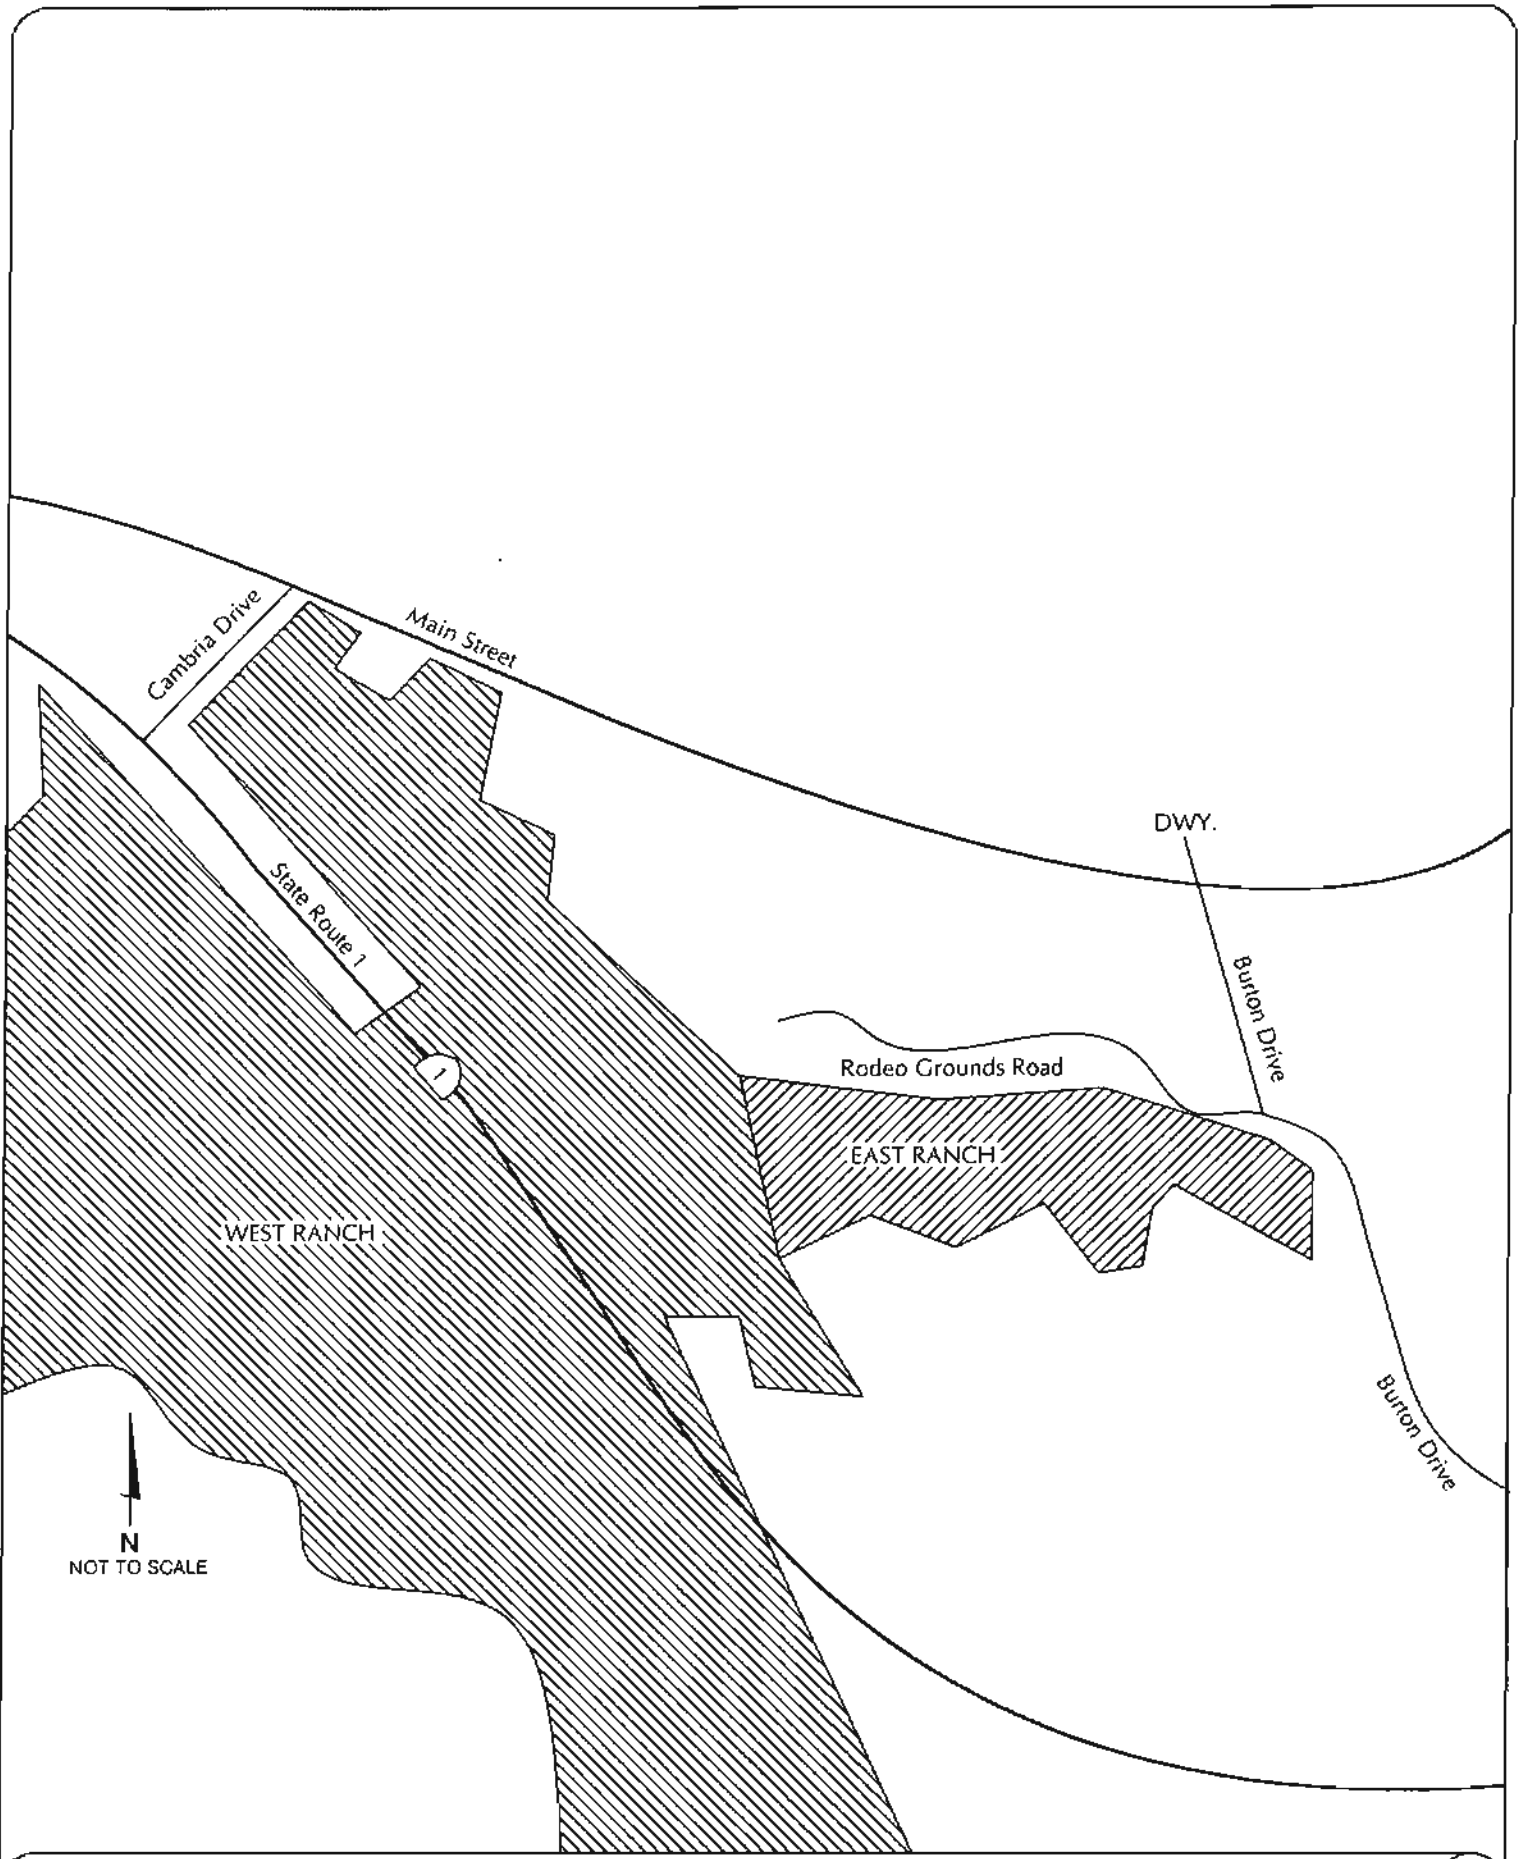 Cambria Drive
Main Street
State Route 1
DWY.
Burton Drive
1
Rodeo Grounds Road
EAST RANCH
WEST RANCH
Burton Drive
N
NOT TO SCALE